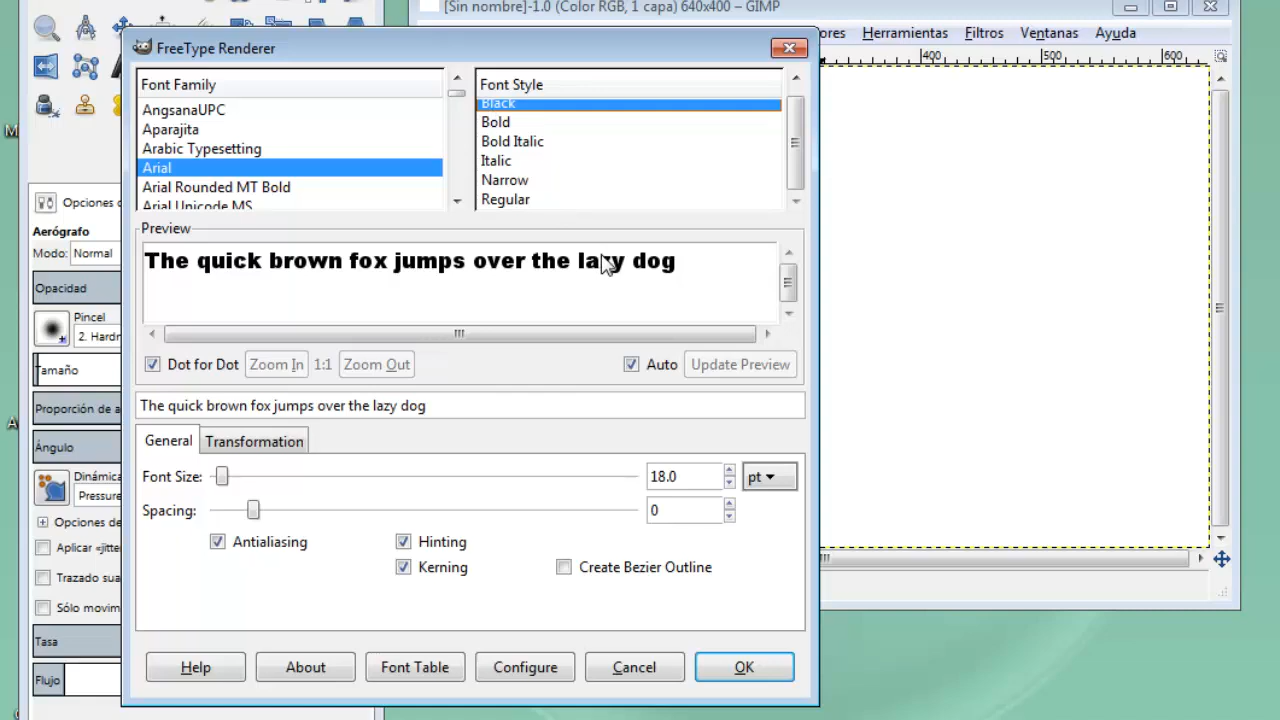 [Sin nombre]-1.0 (Color RGB, 1 capa) 640x400 – GIMP
ores Herramientas Filtros Ventanas Ayuda
400 500 600
FreeType Renderer
Font Family
AngsanaUPC
Aparajita
Arabic Typesetting
Arial
Arial Rounded MT Bold
Arial Unicode MS
Font Style
Black
Bold
Bold Italic
Italic
Narrow
Regular
Preview
The quick brown fox jumps over the lazy dog
Dot for Dot Zoom In 1:1 Zoom Out Auto Update Preview
The quick brown fox jumps over the lazy dog
General Transformation
Font Size: 18.0 pt
Spacing: 0
Antialiasing Hinting
Kerning Create Bezier Outline
Help About Font Table Configure Cancel OK
Opciones d
Aerógrafo
Modo: Normal
Opacidad
Pincel
2. Hardn
Tamaño
Proporción de a
Ángulo
Dinámica
Pressure
Opciones de
Aplicar «jitte
Trazado sua
Sólo movim
Tasa
Flujo
M
A